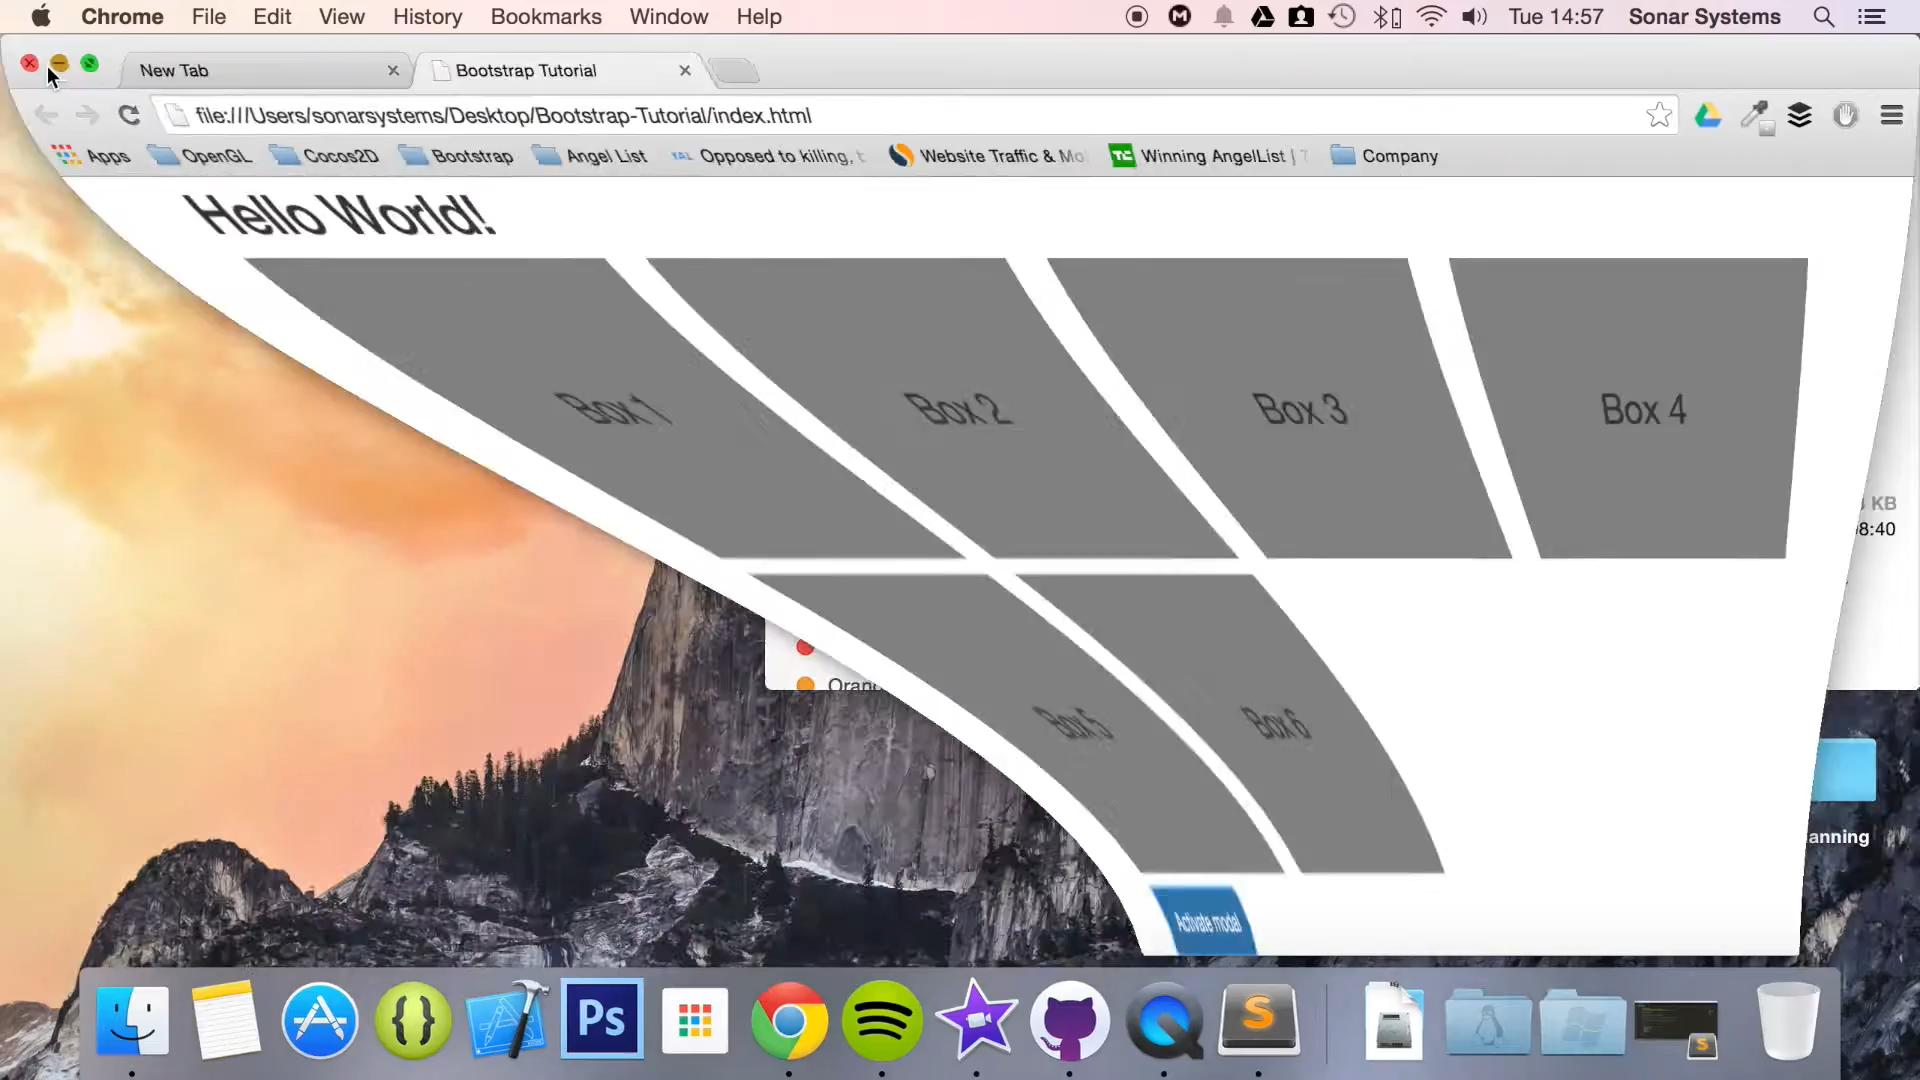 Chrome File Edit View History Bookmarks Window Help Tue 14:57 Sonar Systems
New Tab Bootstrap Tutorial
file:///Users/sonarsystems/Desktop/Bootstrap-Tutorial/index.html
Apps OpenGL Cocos2D Bootstrap Angel List Opposed to killing, t Website Traffic & Mo Winning AngelList | T Company
Hello World!
Box 1 Box 2 Box 3 Box 4
KB
8:40
Orang
Box 5 Box 6
anning
Activate modal
Ps
S
S